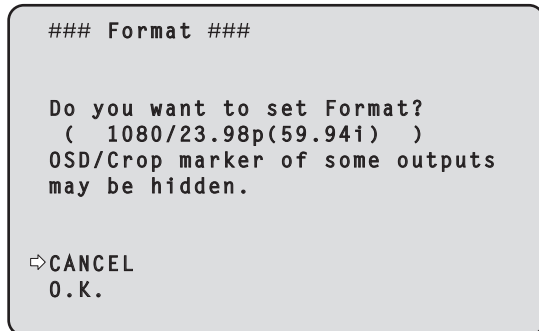 ### Format ###
Do you want to set Format?
( 1080/23.98p(59.94i) )
OSD/Crop marker of some outputs
may be hidden.
⇨CANCEL
O.K.